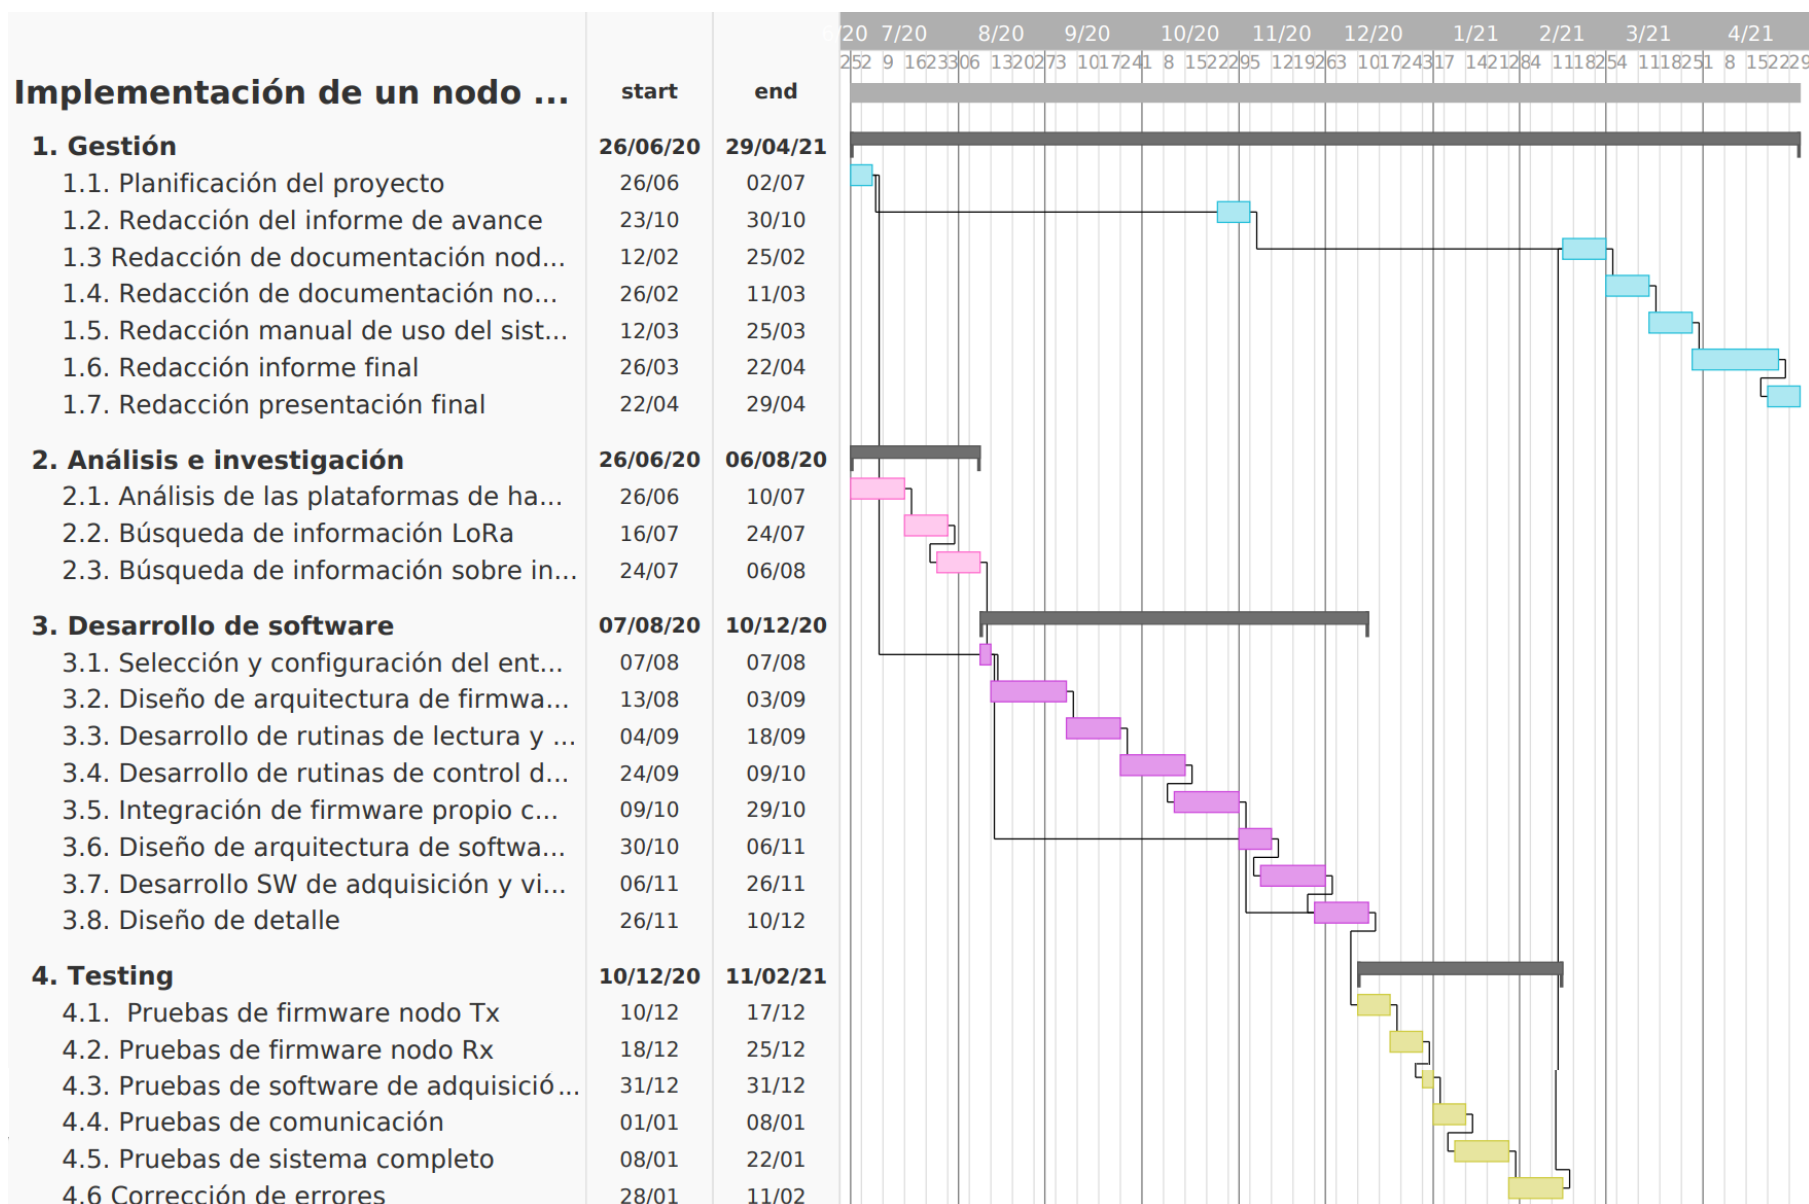 6/20 7/20 8/20 9/20 10/20 11/20 12/20 1/21 2/21 3/21 4/21
252 9 1623306 1320273 1017241 8 1522295 1219263 10172431 7 1421284 1118254 1118251 8 152229
Implementación de un nodo ... start end
1. Gestión 26/06/20 29/04/21
1.1. Planificación del proyecto 26/06 02/07
1.2. Redacción del informe de avance 23/10 30/10
1.3 Redacción de documentación nod... 12/02 25/02
1.4. Redacción de documentación no... 26/02 11/03
1.5. Redacción manual de uso del sist... 12/03 25/03
1.6. Redacción informe final 26/03 22/04
1.7. Redacción presentación final 22/04 29/04
2. Análisis e investigación 26/06/20 06/08/20
2.1. Análisis de las plataformas de ha... 26/06 10/07
2.2. Búsqueda de información LoRa 16/07 24/07
2.3. Búsqueda de información sobre in... 24/07 06/08
3. Desarrollo de software 07/08/20 10/12/20
3.1. Selección y configuración del ent... 07/08 07/08
3.2. Diseño de arquitectura de firmwa... 13/08 03/09
3.3. Desarrollo de rutinas de lectura y ... 04/09 18/09
3.4. Desarrollo de rutinas de control d... 24/09 09/10
3.5. Integración de firmware propio c... 09/10 29/10
3.6. Diseño de arquitectura de softwa... 30/10 06/11
3.7. Desarrollo SW de adquisición y vi... 06/11 26/11
3.8. Diseño de detalle 26/11 10/12
4. Testing 10/12/20 11/02/21
4.1. Pruebas de firmware nodo Tx 10/12 17/12
4.2. Pruebas de firmware nodo Rx 18/12 25/12
4.3. Pruebas de software de adquisició... 31/12 31/12
4.4. Pruebas de comunicación 01/01 08/01
4.5. Pruebas de sistema completo 08/01 22/01
4.6 Corrección de errores 28/01 11/02